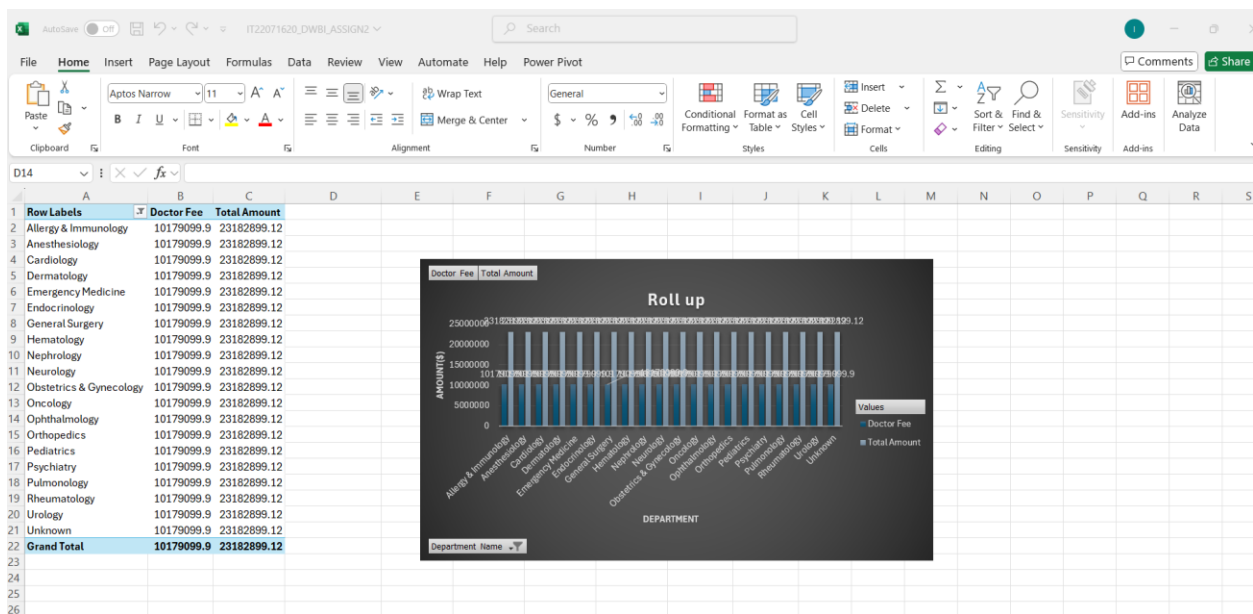 AutoSave Off IT22071620_DWBI_ASSIGN2 Search I
File Home Insert Page Layout Formulas Data Review View Automate Help Power Pivot Comments Share
Paste Aptos Narrow 11 A A Wrap Text General Conditional Formatting Format as Table Cell Styles Insert Delete Format Sort & Filter Find & Select Sensitivity Add-ins Analyze Data
B I U A Merge & Center $ %
Clipboard Font Alignment Number Styles Cells Editing Sensitivity Add-ins
D14 fx
A B C D E F G H I J K L M N O P Q R S
1 Row Labels Doctor Fee Total Amount
2 Allergy & Immunology 10179099.9 23182899.12
3 Anesthesiology 10179099.9 23182899.12
4 Cardiology 10179099.9 23182899.12
5 Dermatology 10179099.9 23182899.12
6 Emergency Medicine 10179099.9 23182899.12
7 Endocrinology 10179099.9 23182899.12
8 General Surgery 10179099.9 23182899.12
9 Hematology 10179099.9 23182899.12
10 Nephrology 10179099.9 23182899.12
11 Neurology 10179099.9 23182899.12
12 Obstetrics & Gynecology 10179099.9 23182899.12
13 Oncology 10179099.9 23182899.12
14 Ophthalmology 10179099.9 23182899.12
15 Orthopedics 10179099.9 23182899.12
16 Pediatrics 10179099.9 23182899.12
17 Psychiatry 10179099.9 23182899.12
18 Pulmonology 10179099.9 23182899.12
19 Rheumatology 10179099.9 23182899.12
20 Urology 10179099.9 23182899.12
21 Unknown 10179099.9 23182899.12
22 Grand Total 10179099.9 23182899.12
23
24
25
26
Doctor Fee Total Amount
Roll up
AMOUNT($)
25000000
20000000
15000000
10000000
5000000
0
Allergy & Immunology
Anesthesiology
Cardiology
Dermatology
Emergency Medicine
Endocrinology
General Surgery
Hematology
Nephrology
Neurology
Obstetrics & Gynecology
Oncology
Ophthalmology
Orthopedics
Pediatrics
Psychiatry
Pulmonology
Rheumatology
Urology
Unknown
DEPARTMENT
Values
Doctor Fee
Total Amount
Department Name